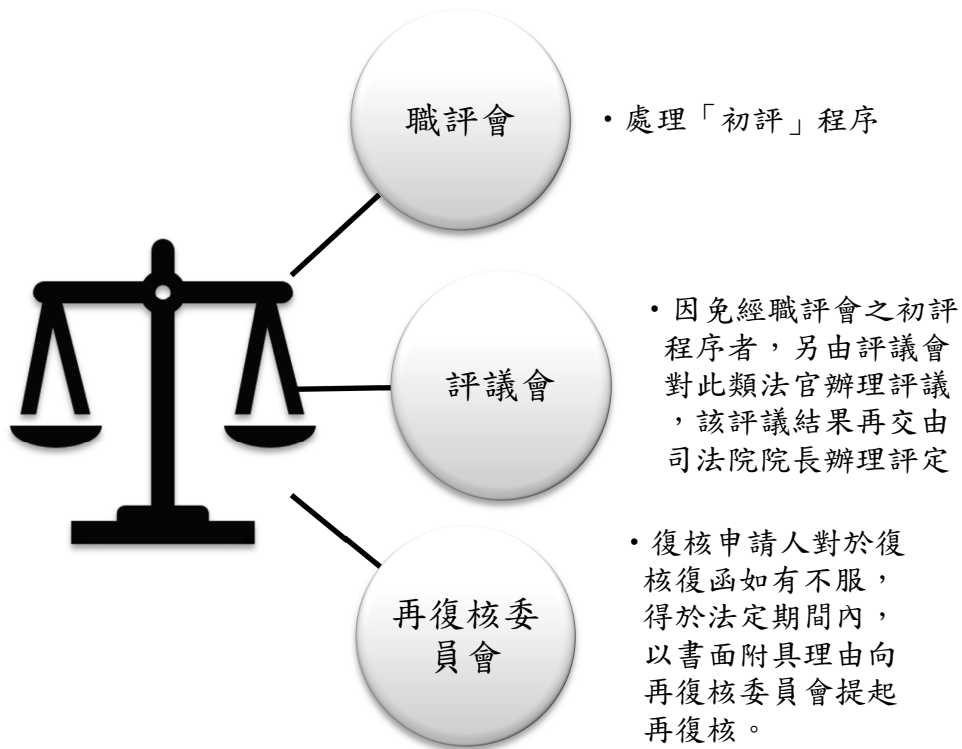 職評會
•處理「初評」程序
評議會
•因免經職評會之初評
程序者，另由評議會
對此類法官辦理評議
，該評議結果再交由
司法院院長辦理評定
再復核委
員會
•復核申請人對於復
核復函如有不服，
得於法定期間內，
以書面附具理由向
再復核委員會提起
再復核。